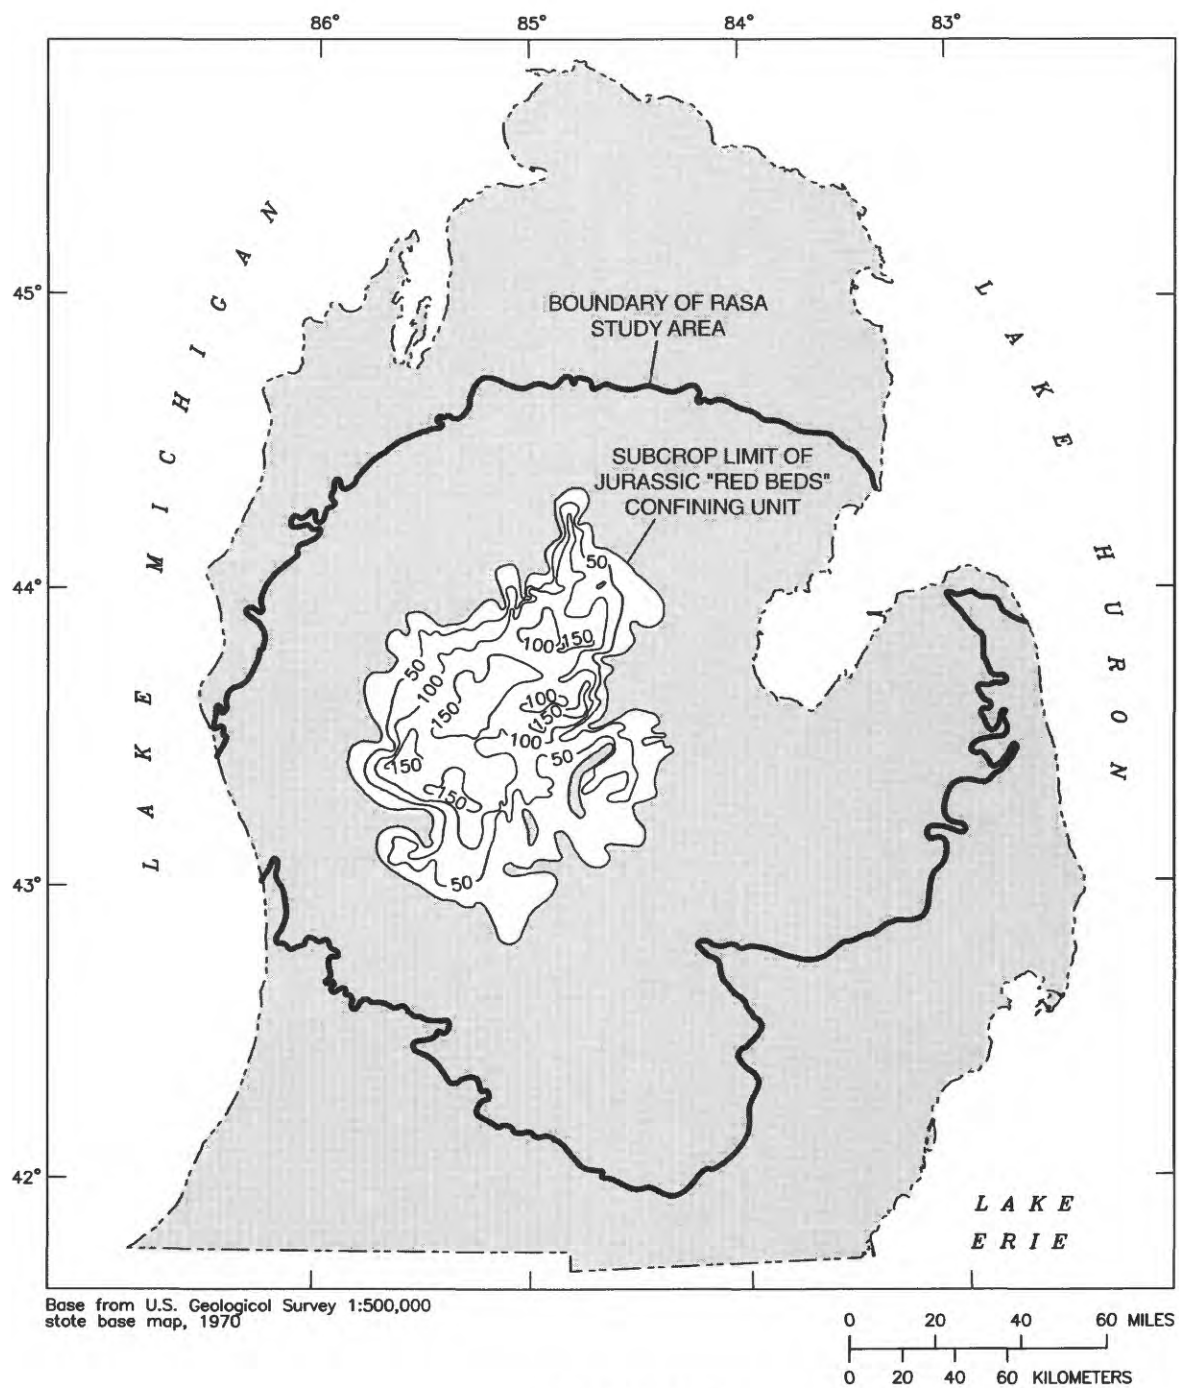 86° 85° 84° 83°
LAKE MICHIGAN
LAKE HURON
45°
BOUNDARY OF RASA
STUDY AREA
SUBCROP LIMIT OF
JURASSIC "RED BEDS"
CONFINING UNIT
44°
50
100
150
50
100
150
100
150
100
50
150
150
50
43°
42°
LAKE
ERIE
Base from U.S. Geological Survey 1:500,000
state base map, 1970
0 20 40 60 MILES
0 20 40 60 KILOMETERS